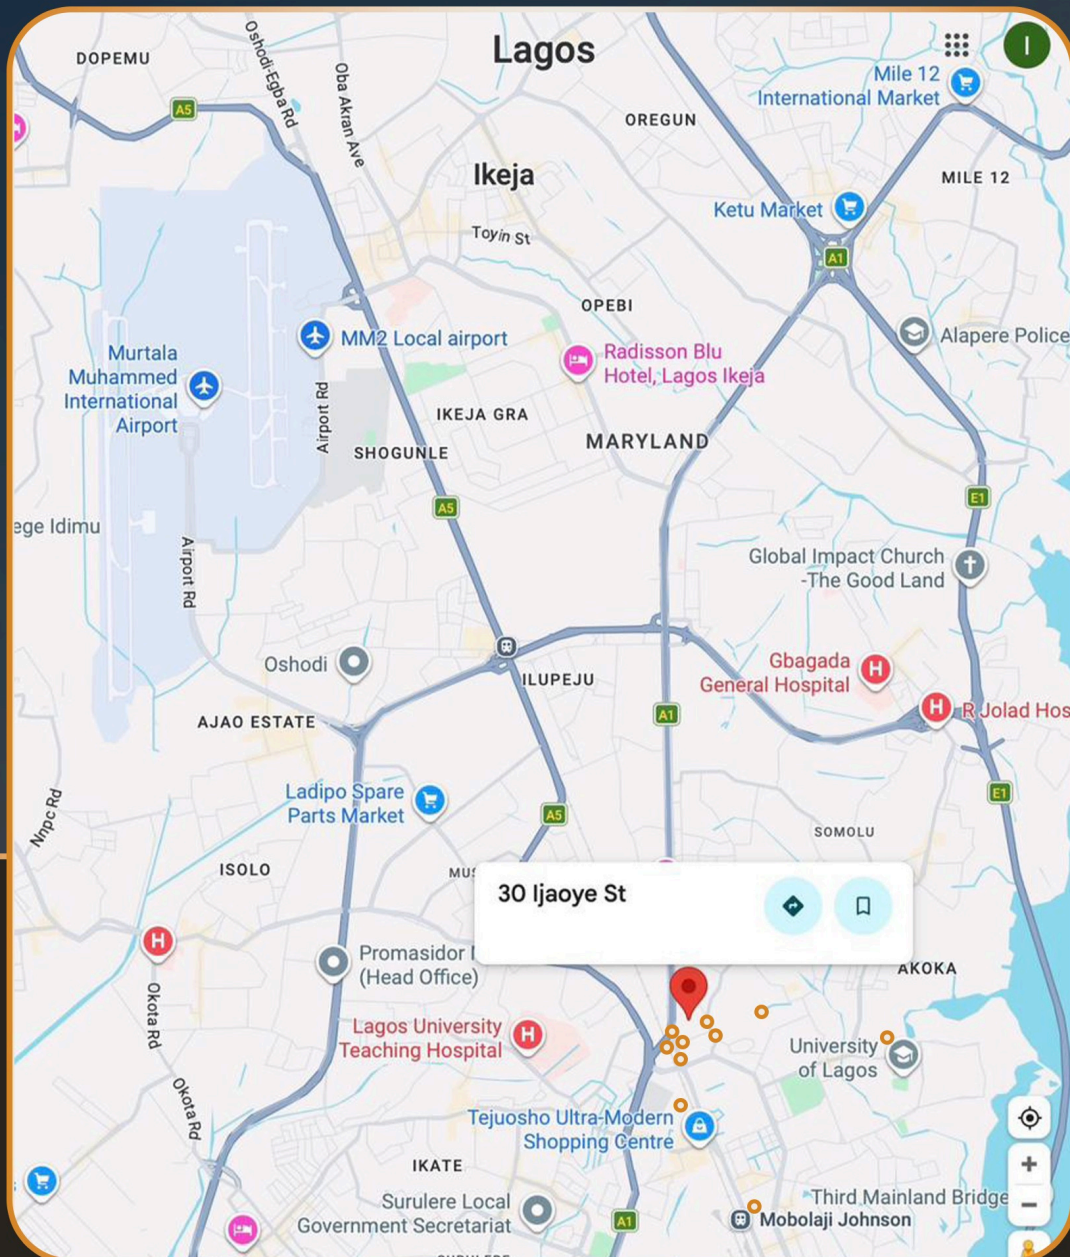 Lagos
I
DOPEMU
A5
Oshodi-Egba Rd
Oba Akran Ave
OREGUN
Mile 12
International Market
Ikeja
MILE 12
Ketu Market
Toyin St
A1
OPEBI
MM2 Local airport
Alapere Police
Murtala
Muhammed
International
Airport
Radisson Blu
Hotel, Lagos Ikeja
Airport Rd
IKEJA GRA
MARYLAND
SHOGUNLE
A5
E1
ege Idimu
Airport Rd
Global Impact Church
-The Good Land
Oshodi
ILUPEJU
Gbagada
General Hospital
AJAO ESTATE
A1
R Jolad Hos
Ladipo Spare
Parts Market
A5
E1
Nnpc Rd
SOMOLU
ISOLO
MUS
30 Ijaoye St
Promasidor
(Head Office)
AKOKA
Okota Rd
Lagos University
Teaching Hospital
University
of Lagos
Okota Rd
Tejuosho Ultra-Modern
Shopping Centre
IKATE
Surulere Local
Government Secretariat
A1
Third Mainland Bridge
Mobolaji Johnson